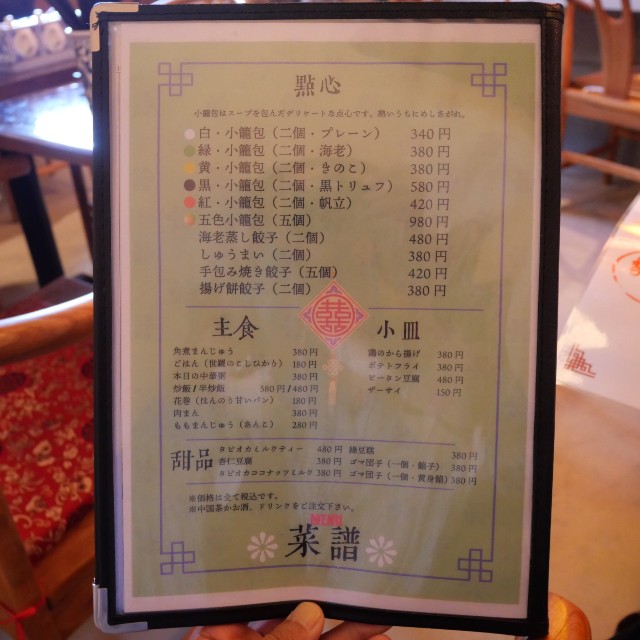 點心
小籠包はスープを包んだデリケートな点心です。熱いうちにめしあがれ。
白・小籠包（二個・プレーン） 340円
緑・小籠包（二個・海老） 380円
黄・小籠包（二個・きのこ） 380円
黒・小籠包（二個・黒トリュフ） 580円
紅・小籠包（二個・帆立） 420円
五色小籠包（五個） 980円
海老蒸し餃子（二個） 480円
しゅうまい（二個） 380円
手包み焼き餃子（五個） 420円
揚げ餅餃子（二個） 380円
囍
主食
角煮まんじゅう 380円
ごはん（世羅のこしひかり） 180円
本日の中華粥 380円
炒飯/半炒飯 580円/480円
花巻（ほんのり甘いパン） 180円
肉まん 380円
ももまんじゅう（あんこ） 280円
小皿
鶏のから揚げ 380円
ポテトフライ 380円
ピータン豆腐 480円
ザーサイ 150円
甜品
タピオカミルクティー 480円
杏仁豆腐 380円
タピオカココナッツミルク 380円
緑豆糕 380円
ゴマ団子（一個・餡子） 380円
ゴマ団子（一個・黄身餡） 380円
※価格は全て税込です。
※中国茶かお酒、ドリンクをご注文下さい。
菜譜